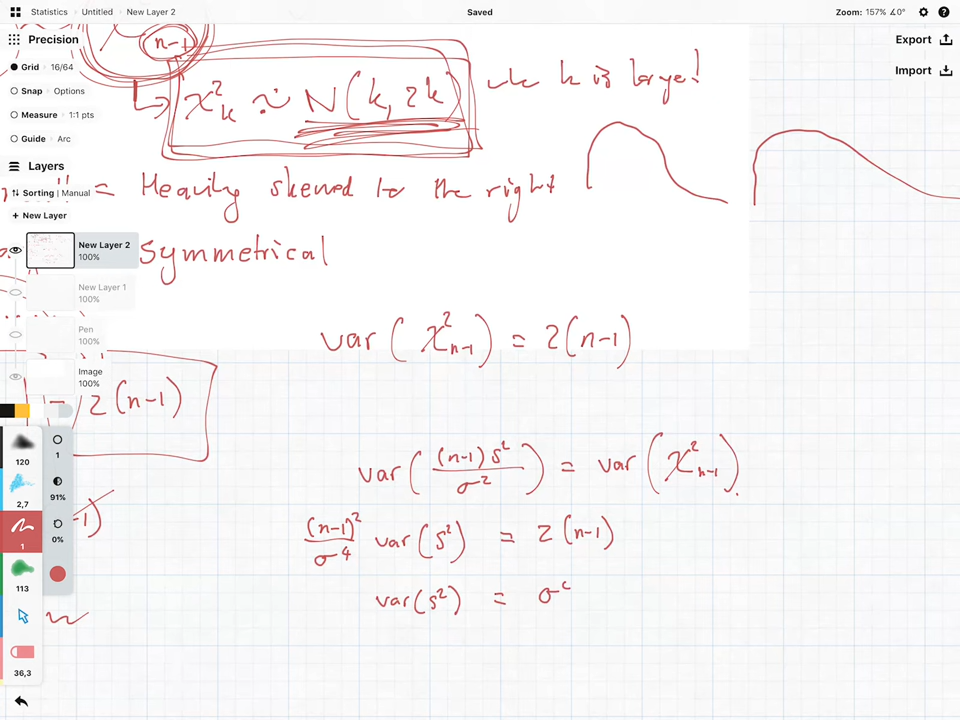 Statistics Untitled New Layer 2 Saved Zoom: 157% ∡0°
Precision
Grid 16/64
Snap Options
Measure 1:1 pts
Guide Arc
Layers
Sorting Manual
+ New Layer
New Layer 2
100%
New Layer 1
100%
Pen
100%
Image
100%
120
2,7
1
113
36,3
1
91%
0%
Export
Import
n-1
↳ χ²_k ≈ N(k, 2k) k is large!
= Heavily skewed to the right
Symmetrical
var(χ²_{n-1}) = 2(n-1)
2(n-1)
var((n-1)s²/σ²) = var(χ²_{n-1})
-1)
(n-1)²/σ⁴ var(s²) = 2(n-1)
var(s²) = σ